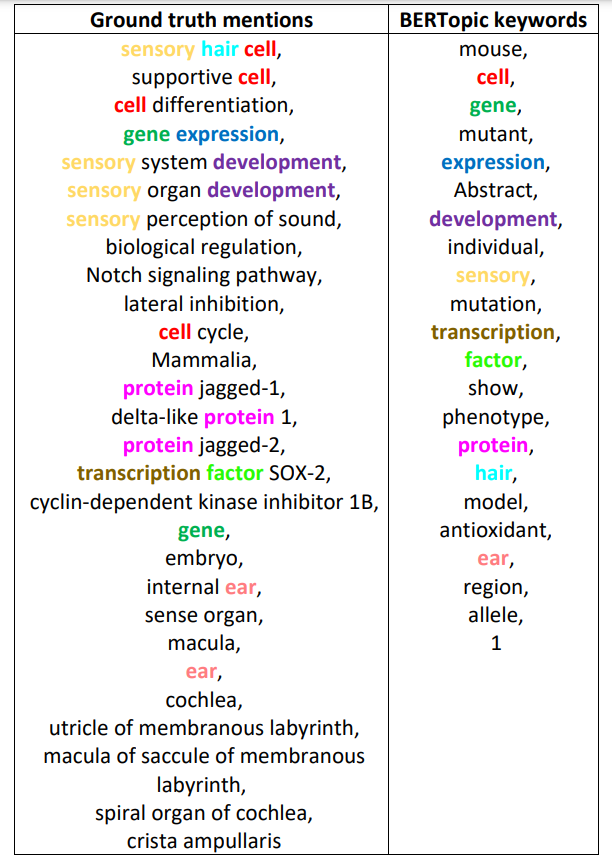 Ground truth mentions
sensory hair cell,
supportive cell,
cell differentiation,
gene expression,
sensory system development,
sensory organ development,
sensory perception of sound,
biological regulation,
Notch signaling pathway,
lateral inhibition,
cell cycle,
Mammalia,
protein jagged-1,
delta-like protein 1,
protein jagged-2,
transcription factor SOX-2,
cyclin-dependent kinase inhibitor 1B,
gene,
embryo,
internal ear,
sense organ,
macula,
ear,
cochlea,
utricle of membranous labyrinth,
macula of saccule of membranous
labyrinth,
spiral organ of cochlea,
crista ampullaris
BERTopic keywords
mouse,
cell,
gene,
mutant,
expression,
Abstract,
development,
individual,
sensory,
mutation,
transcription,
factor,
show,
phenotype,
protein,
hair,
model,
antioxidant,
ear,
region,
allele,
1